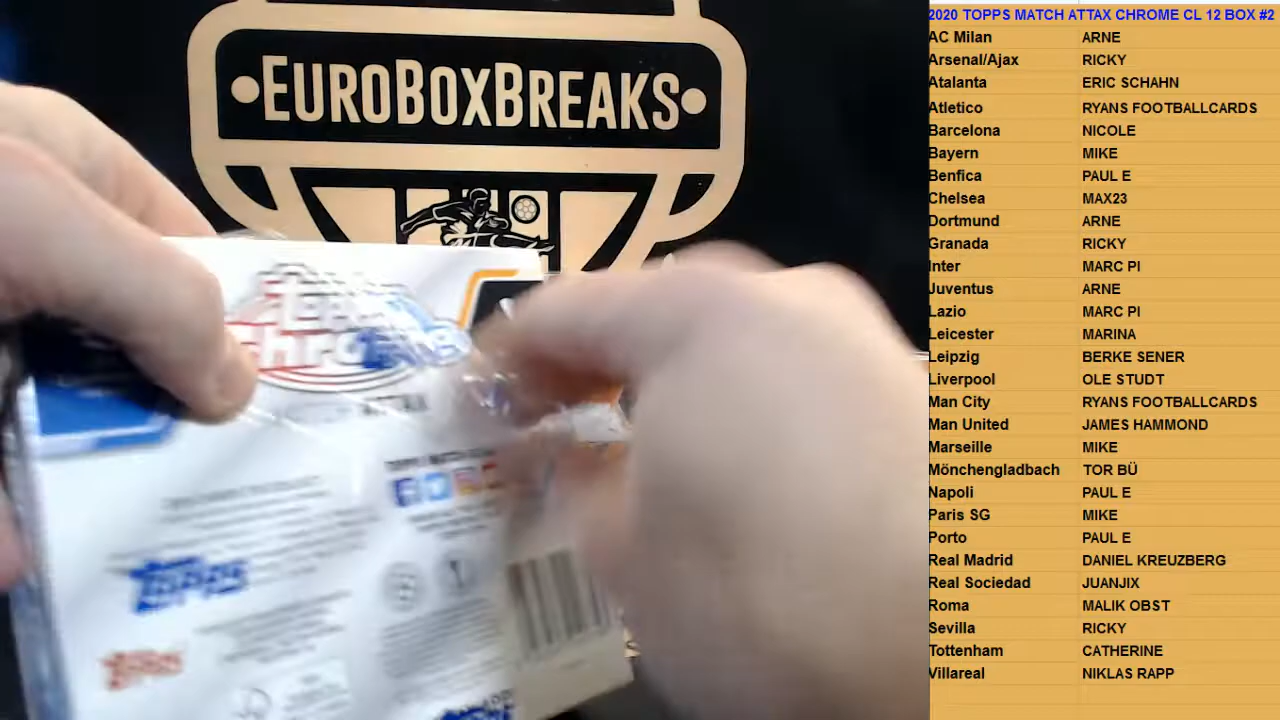 EUROBOXBREAKS
chro
ATTAX
TOPPS
TOPPS
2020 TOPPS MATCH ATTAX CHROME CL 12 BOX #2
AC Milan ARNE
Arsenal/Ajax RICKY
Atalanta ERIC SCHAHN
Atletico RYANS FOOTBALLCARDS
Barcelona NICOLE
Bayern MIKE
Benfica PAUL E
Chelsea MAX23
Dortmund ARNE
Granada RICKY
Inter MARC PI
Juventus ARNE
Lazio MARC PI
Leicester MARINA
Leipzig BERKE SENER
Liverpool OLE STUDT
Man City RYANS FOOTBALLCARDS
Man United JAMES HAMMOND
Marseille MIKE
Mönchengladbach TOR BÜ
Napoli PAUL E
Paris SG MIKE
Porto PAUL E
Real Madrid DANIEL KREUZBERG
Real Sociedad JUANJIX
Roma MALIK OBST
Sevilla RICKY
Tottenham CATHERINE
Villareal NIKLAS RAPP